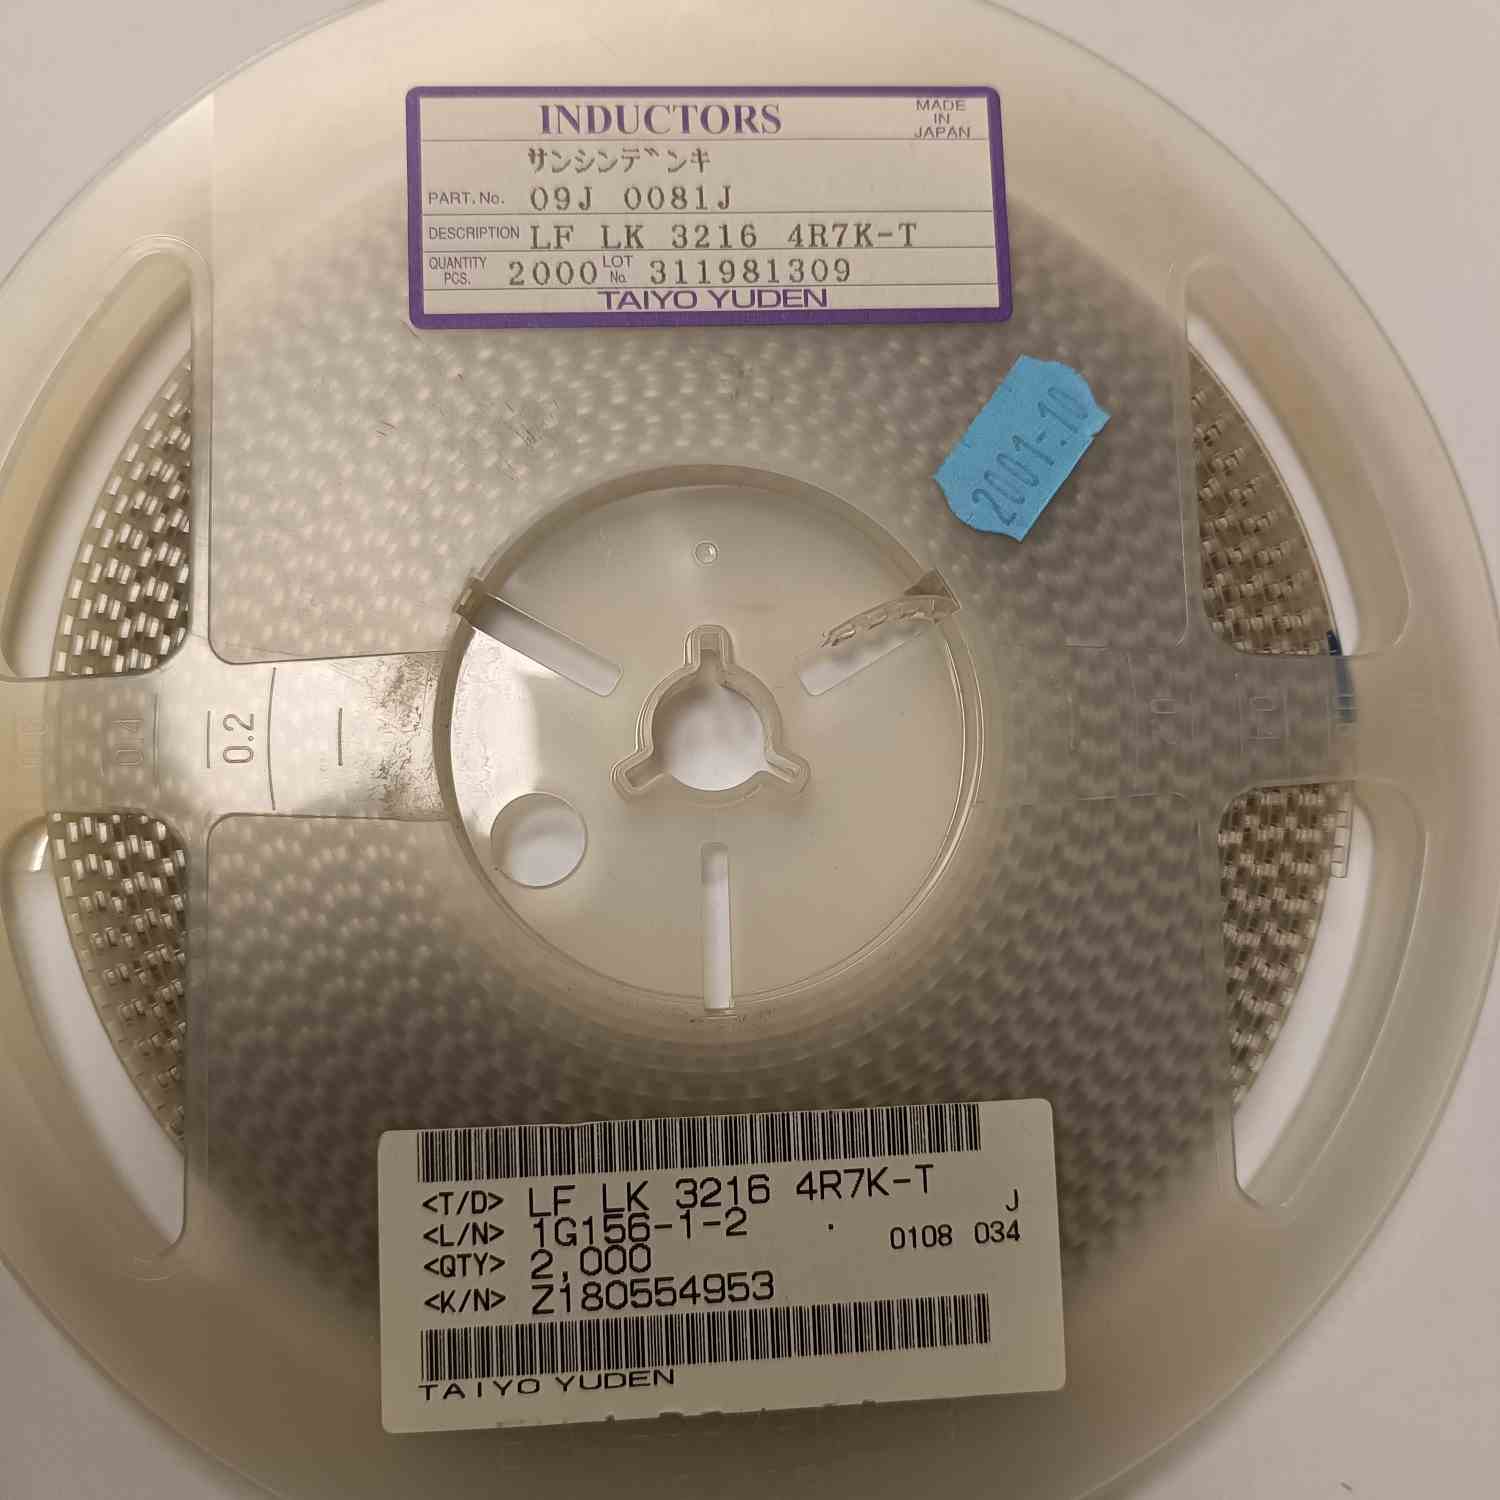 INDUCTORS
MADE
IN
JAPAN
サンシンデンキ
PART. No. 09J 0081J
DESCRIPTION LF LK 3216 4R7K-T
QUANTITY PCS. 2000 LOT No. 311981309
TAIYO YUDEN
2001.10
0.4
0.2
<T/D> LF LK 3216 4R7K-T
J
<L/N> 1G156-1-2
0108 034
<QTY> 2,000
<K/N> Z180554953
TAIYO YUDEN